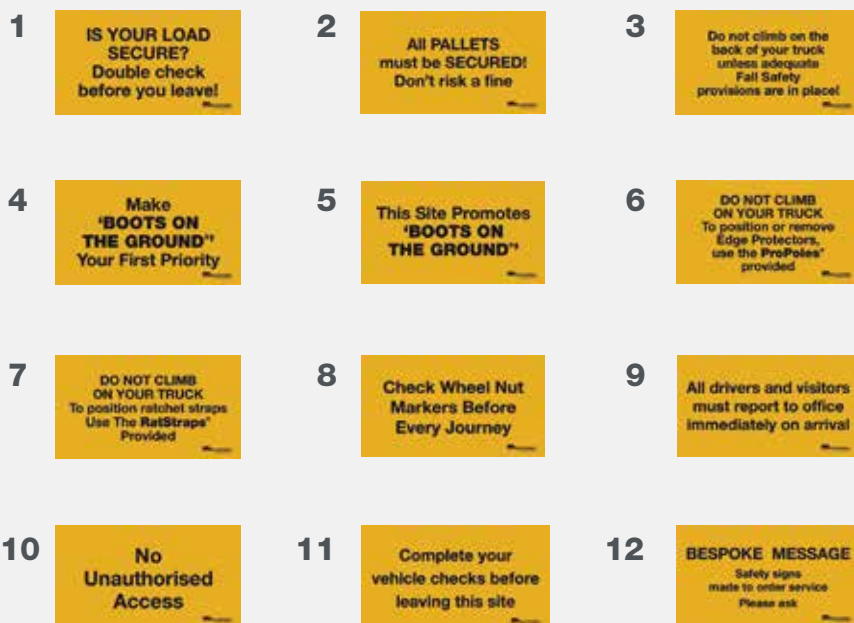 1
IS YOUR LOAD
SECURE?
Double check
before you leave!
2
All PALLETS
must be SECURED!
Don't risk a fine
3
Do not climb on the
back of your truck
unless adequate
Fall Safety
provisions are in place!
4
Make
'BOOTS ON
THE GROUND"'
Your First Priority
5
This Site Promotes
'BOOTS ON
THE GROUND"'
6
DO NOT CLIMB
ON YOUR TRUCK
To position or remove
Edge Protectors,
use the ProPoles®
provided
7
DO NOT CLIMB
ON YOUR TRUCK
To position ratchet straps
Use The RatStraps®
Provided
8
Check Wheel Nut
Markers Before
Every Journey
9
All drivers and visitors
must report to office
immediately on arrival
10
No
Unauthorised
Access
11
Complete your
vehicle checks before
leaving this site
12
BESPOKE MESSAGE
Safety signs
made to order service
Please ask